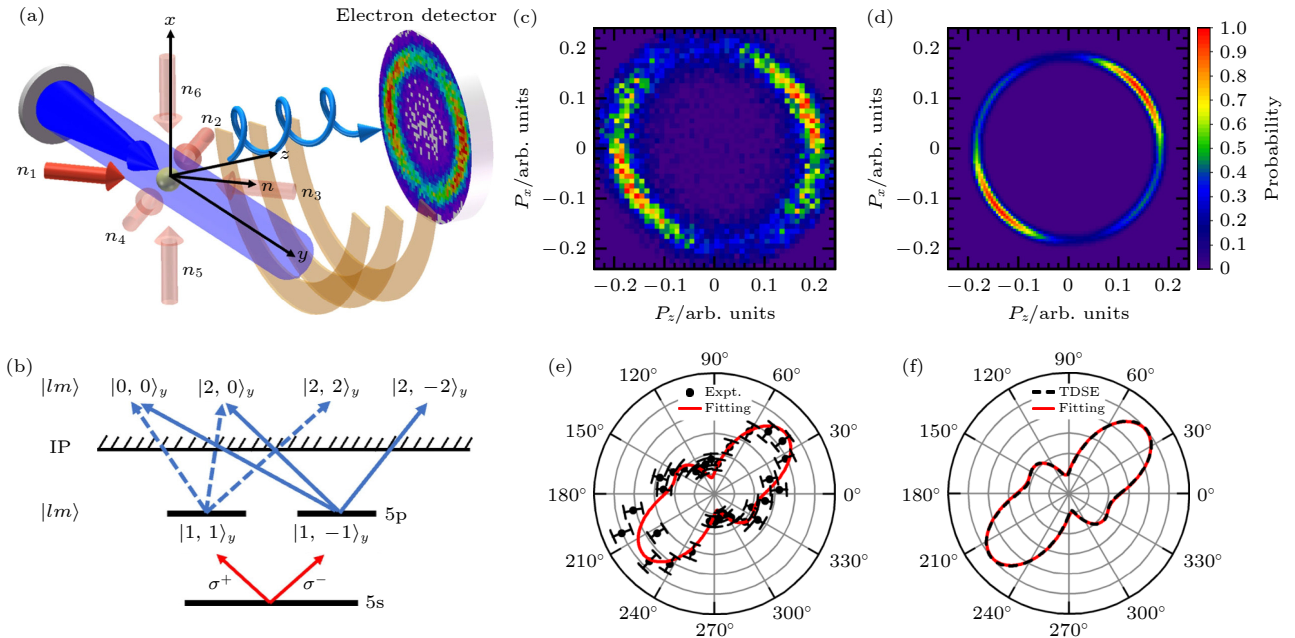 (a)
x
Electron detector
n₆
n₂
n₁
z
n
n₃
n₄
y
n₅
(b)
|lm⟩ |0, 0⟩y |2, 0⟩y |2, 2⟩y |2, −2⟩y
IP
|lm⟩ 5p
|1, 1⟩y |1, −1⟩y
σ⁺ σ⁻
5s
(c)
0.2
0.1
0
−0.1
−0.2
Px/arb. units
−0.2 −0.1 0 0.1 0.2
Pz/arb. units
(d)
0.2
0.1
0
−0.1
−0.2
Px/arb. units
−0.2 −0.1 0 0.1 0.2
Pz/arb. units
1.0
0.9
0.8
0.7
0.6
0.5
0.4
0.3
0.2
0.1
0
Probability
(e)
90°
120° 60°
Expt.
Fitting
150° 30°
180° 0°
210° 330°
240° 300°
270°
(f)
90°
120° 60°
TDSE
Fitting
150° 30°
180° 0°
210° 330°
240° 300°
270°